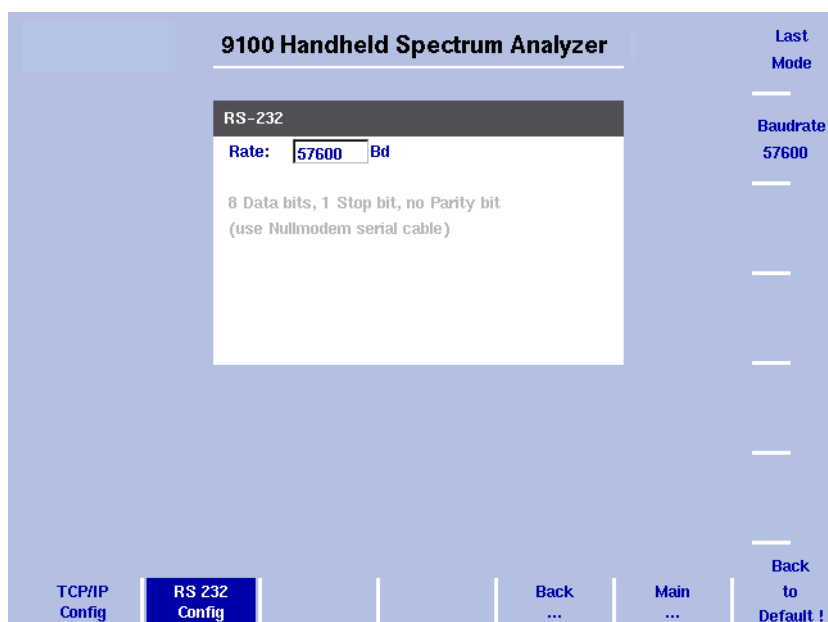 9100 Handheld Spectrum Analyzer
Last
Mode
RS-232
Baudrate
57600
Rate: 57600 Bd
8 Data bits, 1 Stop bit, no Parity bit
(use Nullmodem serial cable)
TCP/IP
Config
RS 232
Config
Back
...
Main
...
Back
to
Default !